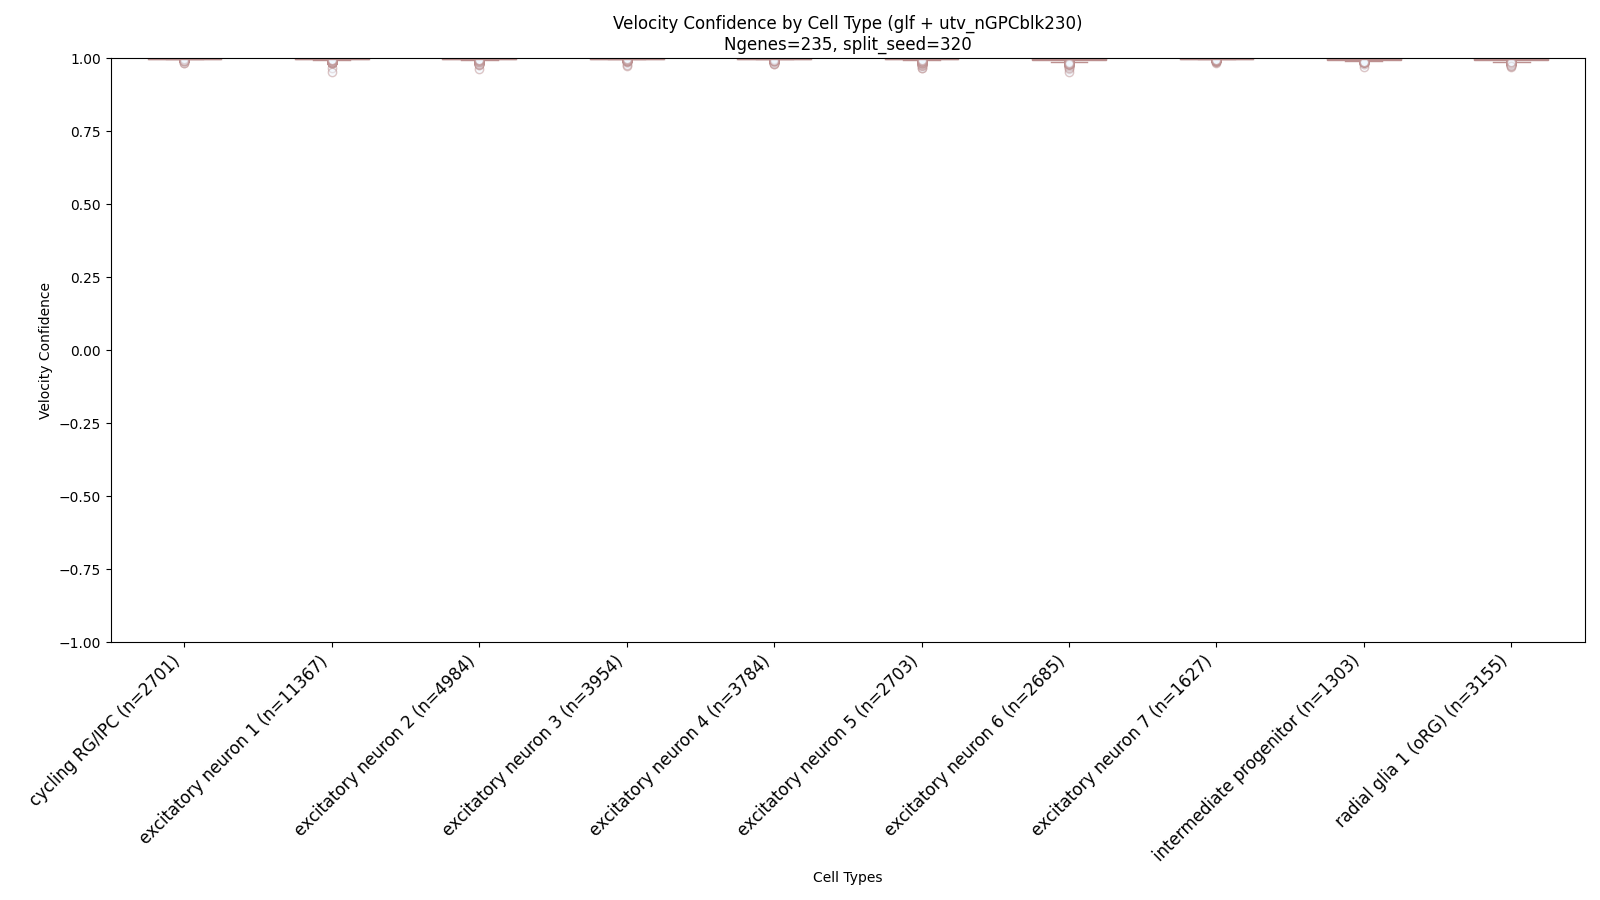 Velocity Confidence by Cell Type (glf + utv_nGPCblk230)
Ngenes=235, split_seed=320
1.00
0.75
0.50
0.25
0.00
−0.25
−0.50
−0.75
−1.00
Velocity Confidence
cycling RG/IPC (n=2701)
excitatory neuron 1 (n=11367)
excitatory neuron 2 (n=4984)
excitatory neuron 3 (n=3954)
excitatory neuron 4 (n=3784)
excitatory neuron 5 (n=2703)
excitatory neuron 6 (n=2685)
excitatory neuron 7 (n=1627)
intermediate progenitor (n=1303)
radial glia 1 (oRG) (n=3155)
Cell Types